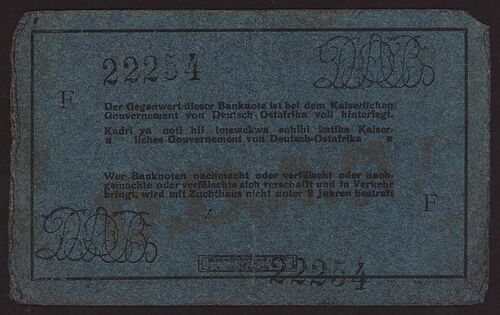 22254
DOAB
F
Der Gegenwert dieser Banknote ist bei dem Kaiserlichen
Gouvernement von Deutsch-Ostafrika voll hinterlegt.
Kadri ya noti hii imewekwa sahihi katika Kaiser-
liches Gouvernement von Deutsch-Ostafrika
Wer Banknoten nachmacht oder verfälscht oder nach-
gemachte oder verfälschte sich verschafft und in Verkehr
bringt, wird mit Zuchthaus nicht unter 2 Jahren bestraft
F
DOAB
22254